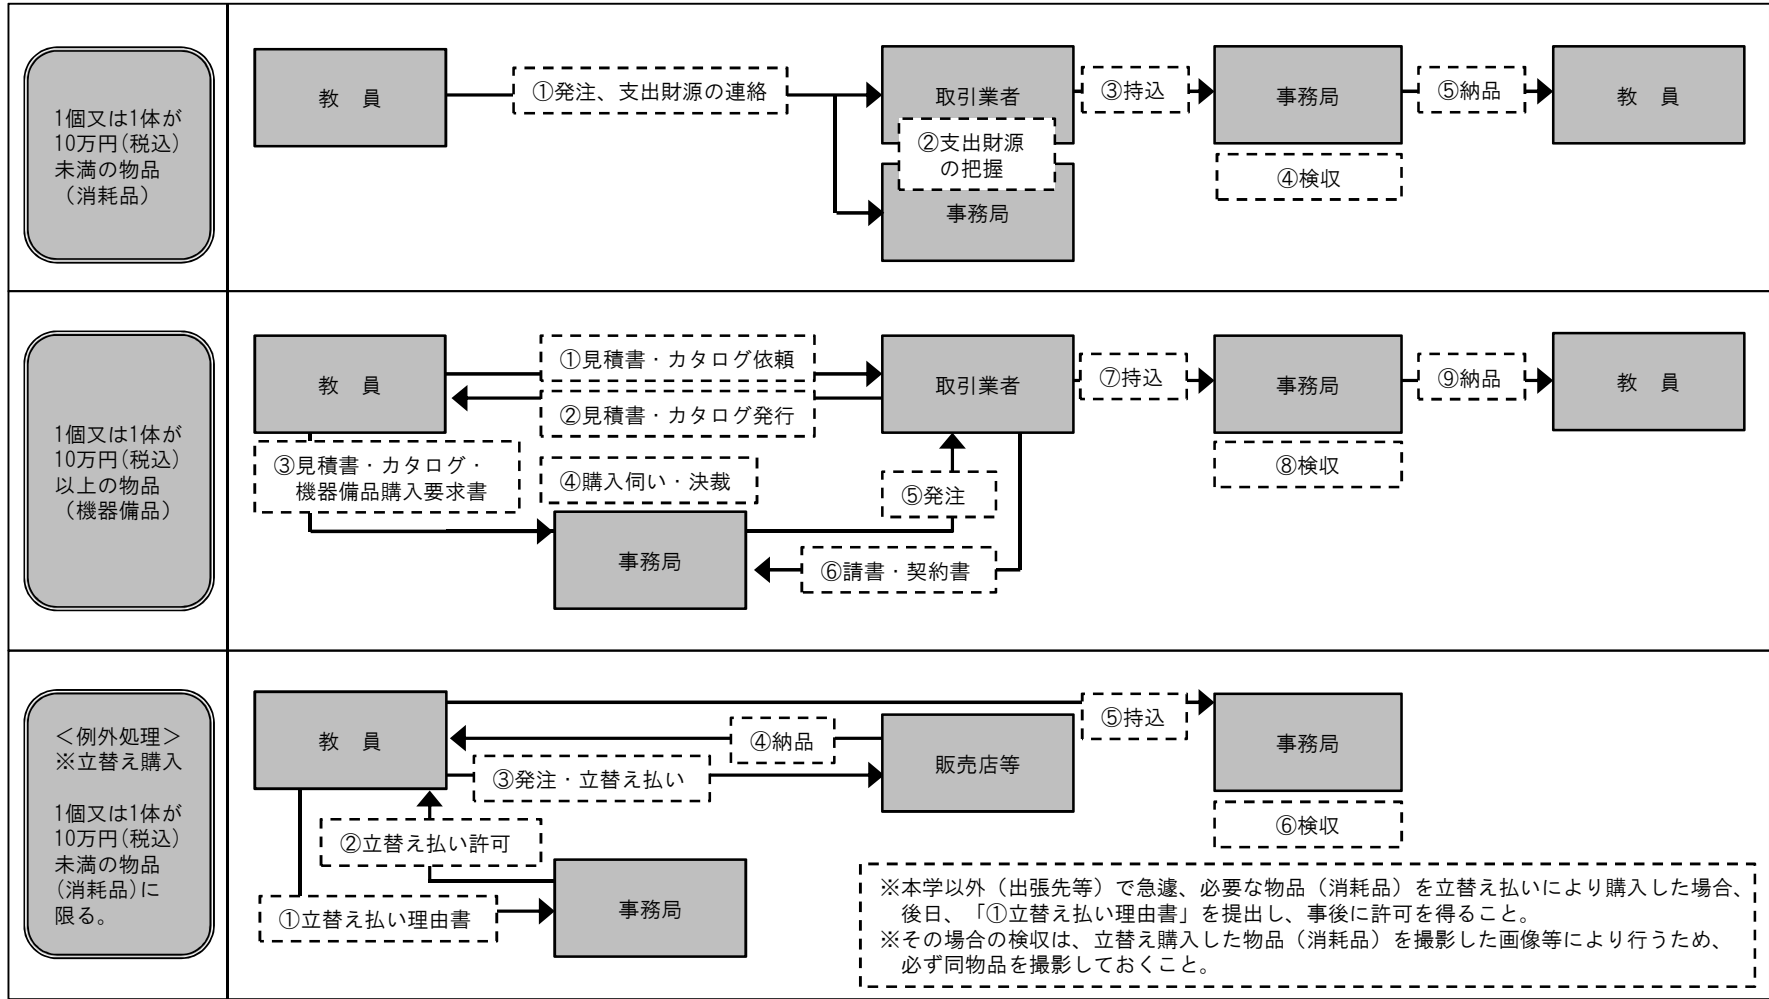 1個又は1体が
10万円(税込)
未満の物品
（消耗品）
教　員
①発注、支出財源の連絡
取引業者
②支出財源
の把握
事務局
③持込
事務局
④検収
⑤納品
教　員
1個又は1体が
10万円(税込)
以上の物品
（機器備品）
教　員
①見積書・カタログ依頼
②見積書・カタログ発行
取引業者
⑦持込
事務局
⑧検収
⑨納品
教　員
③見積書・カタログ・
機器備品購入要求書
④購入伺い・決裁
⑤発注
事務局
⑥請書・契約書
＜例外処理＞
※立替え購入
1個又は1体が
10万円(税込)
未満の物品
(消耗品)に
限る。
教　員
④納品
③発注・立替え払い
販売店等
⑤持込
事務局
⑥検収
②立替え払い許可
①立替え払い理由書
事務局
※本学以外（出張先等）で急遽、必要な物品（消耗品）を立替え払いにより購入した場合、
後日、「①立替え払い理由書」を提出し、事後に許可を得ること。
※その場合の検収は、立替え購入した物品（消耗品）を撮影した画像等により行うため、
必ず同物品を撮影しておくこと。